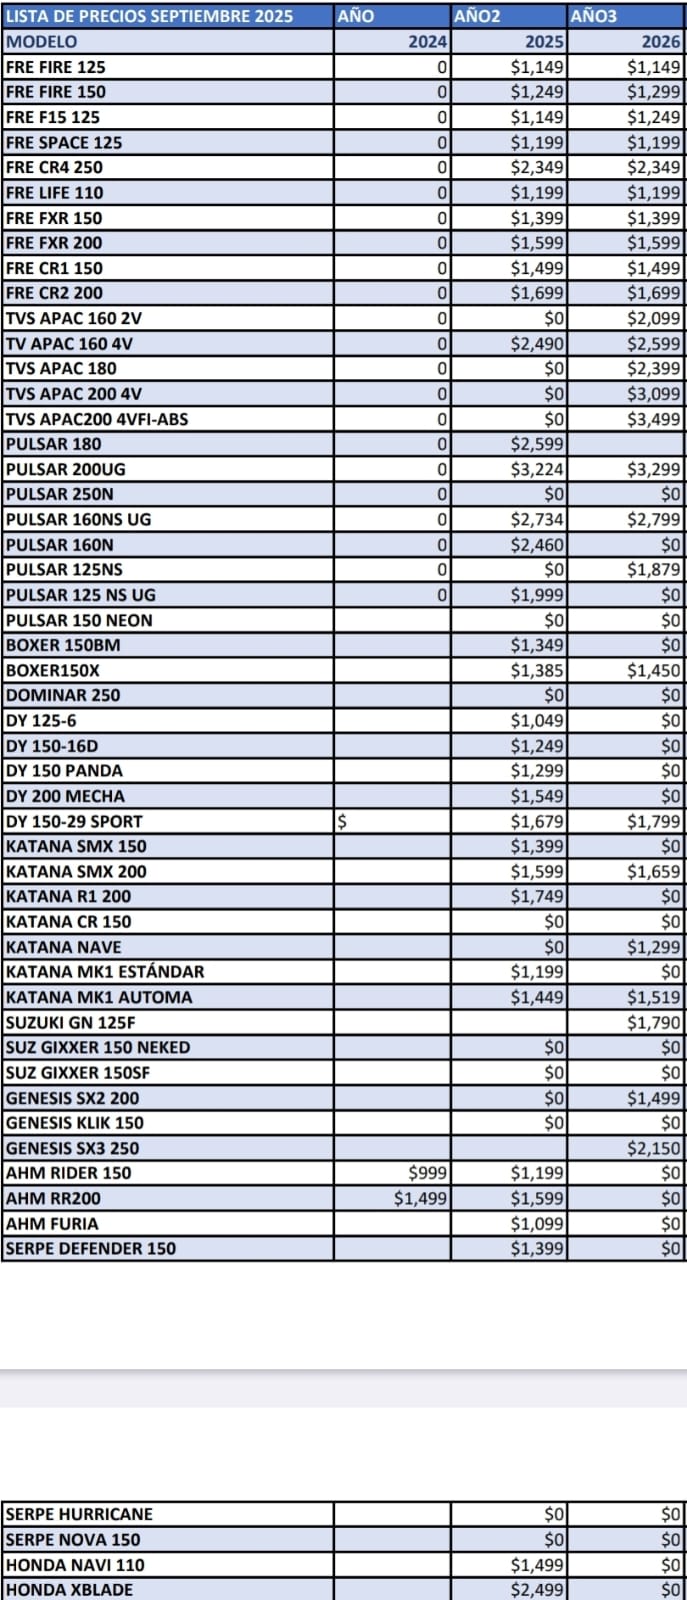 LISTA DE PRECIOS SEPTIEMBRE 2025 AÑO AÑO2 AÑO3
MODELO 2024 2025 2026
FRE FIRE 125 0 $1,149 $1,149
FRE FIRE 150 0 $1,249 $1,299
FRE F15 125 0 $1,149 $1,249
FRE SPACE 125 0 $1,199 $1,199
FRE CR4 250 0 $2,349 $2,349
FRE LIFE 110 0 $1,199 $1,199
FRE FXR 150 0 $1,399 $1,399
FRE FXR 200 0 $1,599 $1,599
FRE CR1 150 0 $1,499 $1,499
FRE CR2 200 0 $1,699 $1,699
TVS APAC 160 2V 0 $0 $2,099
TV APAC 160 4V 0 $2,490 $2,599
TVS APAC 180 0 $0 $2,399
TVS APAC 200 4V 0 $0 $3,099
TVS APAC200 4VFI-ABS 0 $0 $3,499
PULSAR 180 0 $2,599
PULSAR 200UG 0 $3,224 $3,299
PULSAR 250N 0 $0 $0
PULSAR 160NS UG 0 $2,734 $2,799
PULSAR 160N 0 $2,460 $0
PULSAR 125NS 0 $0 $1,879
PULSAR 125 NS UG 0 $1,999 $0
PULSAR 150 NEON $0 $0
BOXER 150BM $1,349 $0
BOXER150X $1,385 $1,450
DOMINAR 250 $0 $0
DY 125-6 $1,049 $0
DY 150-16D $1,249 $0
DY 150 PANDA $1,299 $0
DY 200 MECHA $1,549 $0
DY 150-29 SPORT $ $1,679 $1,799
KATANA SMX 150 $1,399 $0
KATANA SMX 200 $1,599 $1,659
KATANA R1 200 $1,749 $0
KATANA CR 150 $0 $0
KATANA NAVE $0 $1,299
KATANA MK1 ESTÁNDAR $1,199 $0
KATANA MK1 AUTOMA $1,449 $1,519
SUZUKI GN 125F $1,790
SUZ GIXXER 150 NEKED $0 $0
SUZ GIXXER 150SF $0 $0
GENESIS SX2 200 $0 $1,499
GENESIS KLIK 150 $0 $0
GENESIS SX3 250 $2,150
AHM RIDER 150 $999 $1,199 $0
AHM RR200 $1,499 $1,599 $0
AHM FURIA $1,099 $0
SERPE DEFENDER 150 $1,399 $0
SERPE HURRICANE $0 $0
SERPE NOVA 150 $0 $0
HONDA NAVI 110 $1,499 $0
HONDA XBLADE $2,499 $0